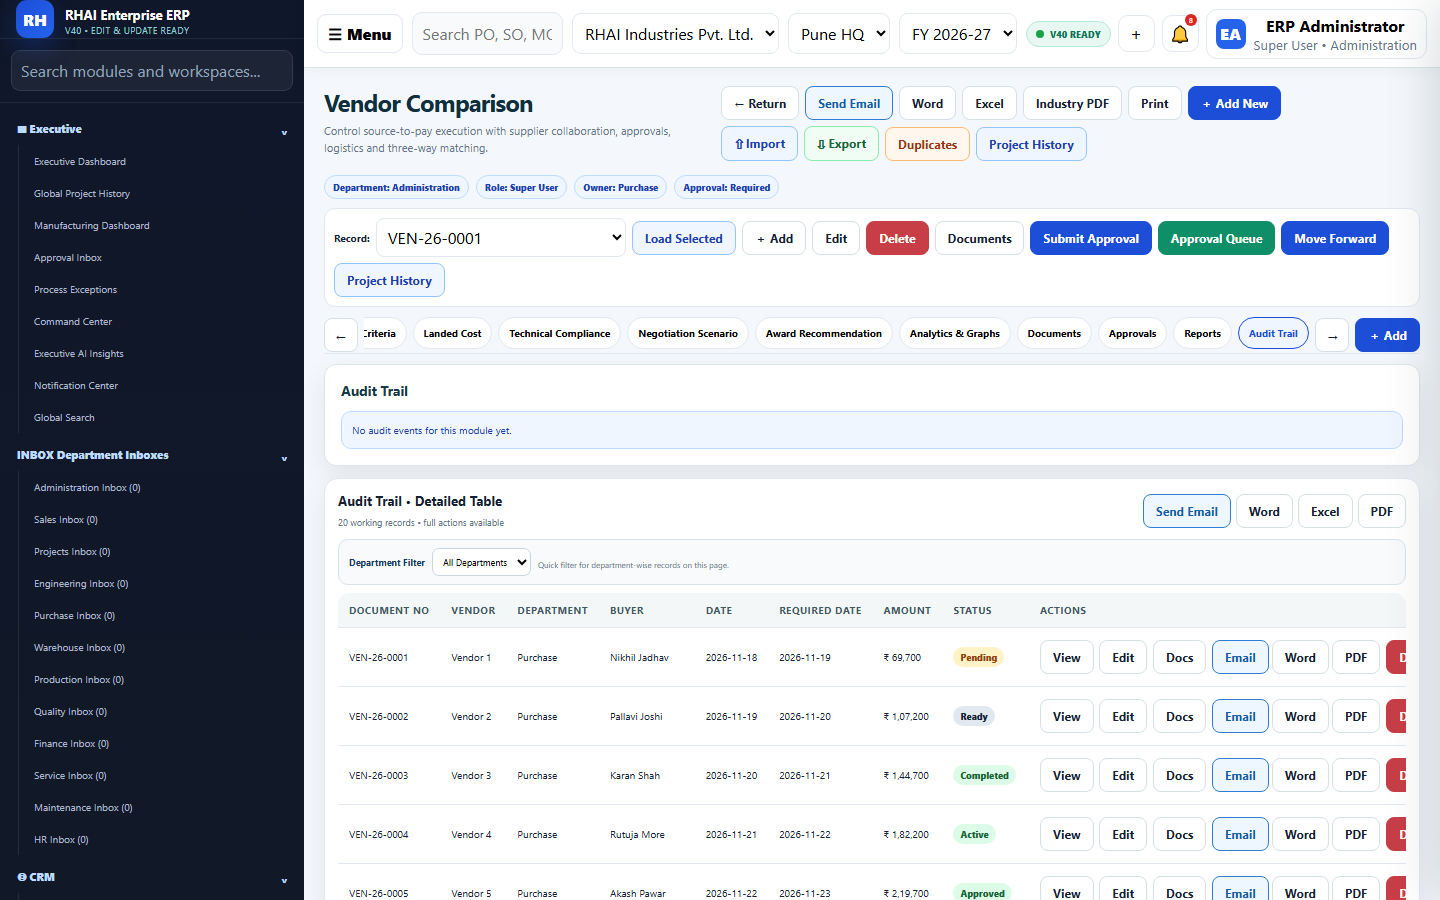 RH
RHAI Enterprise ERP
V40 • EDIT & UPDATE READY
Search modules and workspaces...
Executive
Executive Dashboard
Global Project History
Manufacturing Dashboard
Approval Inbox
Process Exceptions
Command Center
Executive AI Insights
Notification Center
Global Search
INBOX Department Inboxes
Administration Inbox (0)
Sales Inbox (0)
Projects Inbox (0)
Engineering Inbox (0)
Purchase Inbox (0)
Warehouse Inbox (0)
Production Inbox (0)
Quality Inbox (0)
Finance Inbox (0)
Service Inbox (0)
Maintenance Inbox (0)
HR Inbox (0)
CRM
☰ Menu
Search PO, SO, MC
RHAI Industries Pvt. Ltd.
Pune HQ
FY 2026-27
V40 READY
+
8
EA
ERP Administrator
Super User • Administration
Vendor Comparison
Control source-to-pay execution with supplier collaboration, approvals,
logistics and three-way matching.
← Return
Send Email
Word
Excel
Industry PDF
Print
+ Add New
⇧ Import
⇩ Export
Duplicates
Project History
Department: Administration
Role: Super User
Owner: Purchase
Approval: Required
Record:
VEN-26-0001
Load Selected
+ Add
Edit
Delete
Documents
Submit Approval
Approval Queue
Move Forward
Project History
←
Criteria
Landed Cost
Technical Compliance
Negotiation Scenario
Award Recommendation
Analytics & Graphs
Documents
Approvals
Reports
Audit Trail
→
+ Add
Audit Trail
No audit events for this module yet.
Audit Trail • Detailed Table
20 working records • full actions available
Send Email
Word
Excel
PDF
Department Filter
All Departments
Quick filter for department-wise records on this page.
DOCUMENT NO VENDOR DEPARTMENT BUYER DATE REQUIRED DATE AMOUNT STATUS ACTIONS
VEN-26-0001 Vendor 1 Purchase Nikhil Jadhav 2026-11-18 2026-11-19 ₹ 69,700 Pending View Edit Docs Email Word PDF D
VEN-26-0002 Vendor 2 Purchase Pallavi Joshi 2026-11-19 2026-11-20 ₹ 1,07,200 Ready View Edit Docs Email Word PDF D
VEN-26-0003 Vendor 3 Purchase Karan Shah 2026-11-20 2026-11-21 ₹ 1,44,700 Completed View Edit Docs Email Word PDF D
VEN-26-0004 Vendor 4 Purchase Rutuja More 2026-11-21 2026-11-22 ₹ 1,82,200 Active View Edit Docs Email Word PDF D
VEN-26-0005 Vendor 5 Purchase Akash Pawar 2026-11-22 2026-11-23 ₹ 2,19,700 Approved View Edit Docs Email Word PDF D